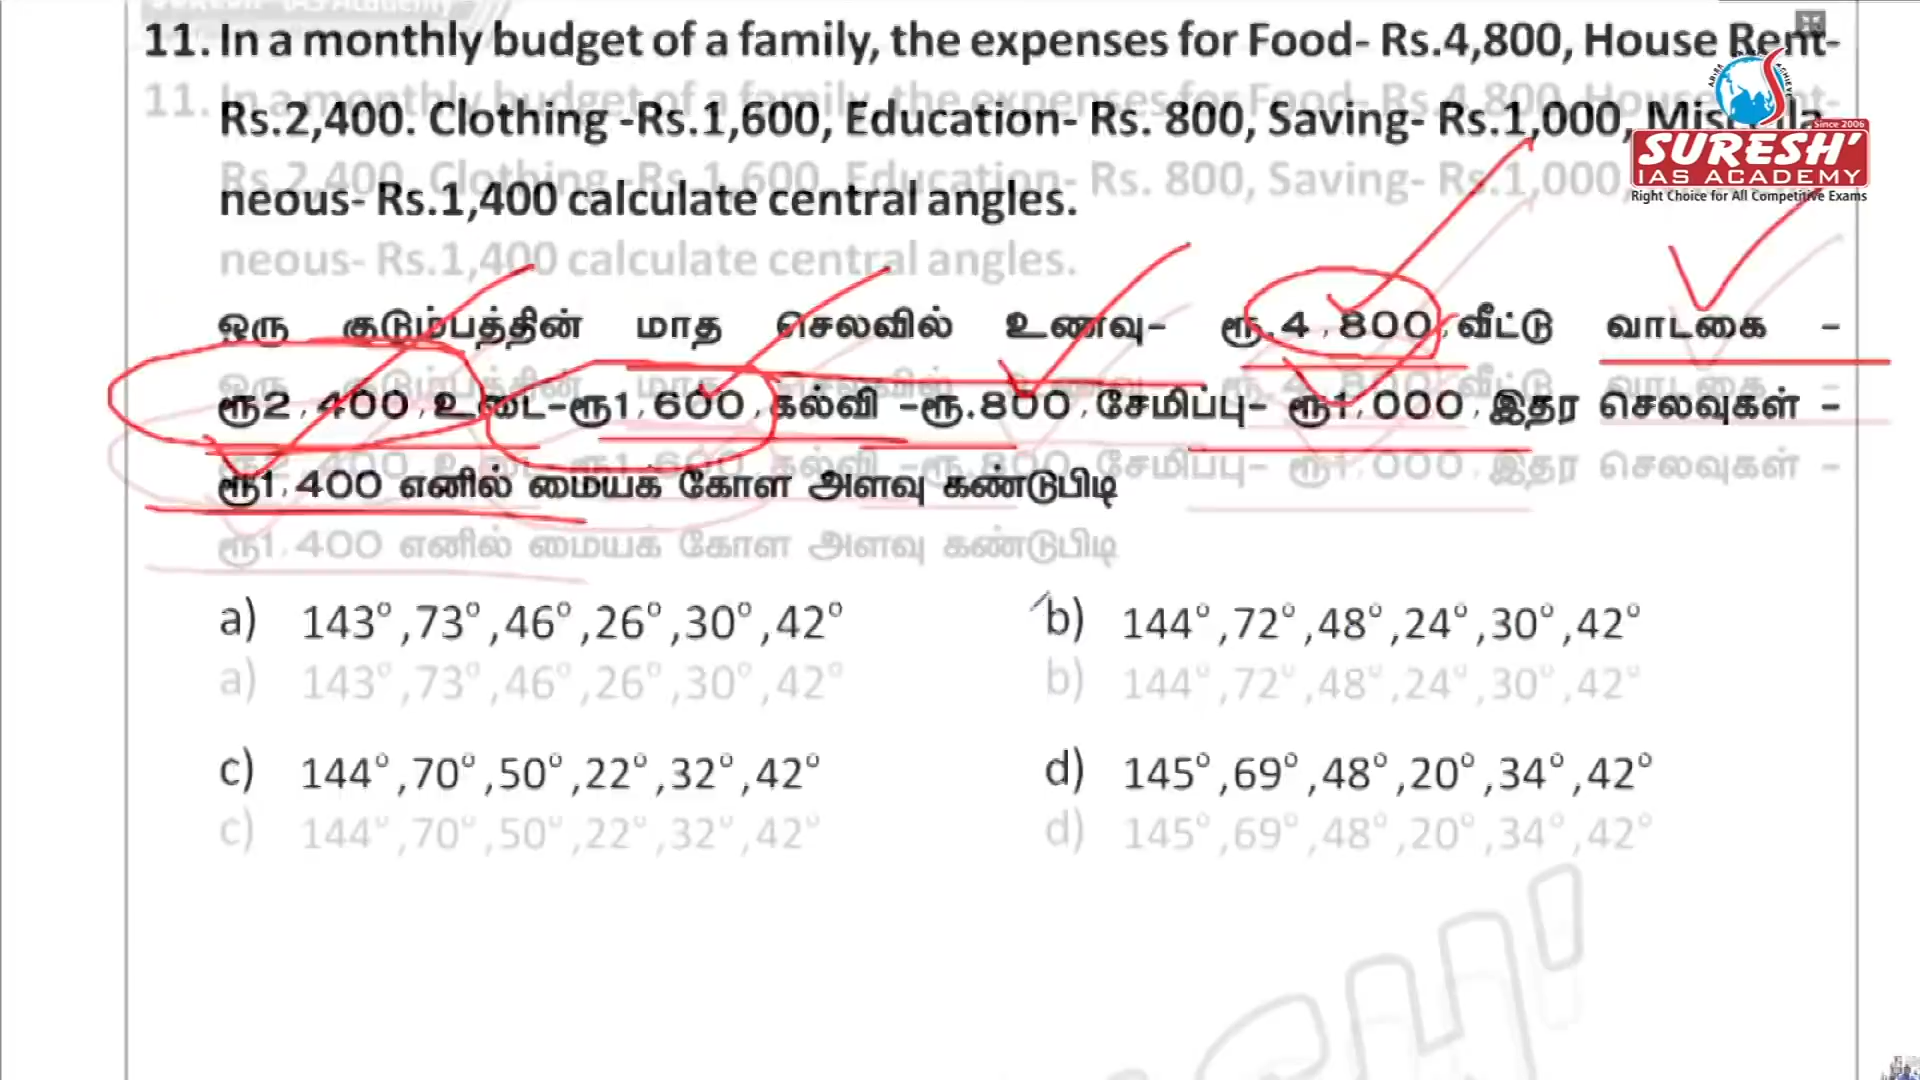 11. In a monthly budget of a family, the expenses for Food- Rs.4,800, House Rent-
Rs.2,400. Clothing -Rs.1,600, Education- Rs. 800, Saving- Rs.1,000, Miscella-
neous- Rs.1,400 calculate central angles.
ஒரு குடும்பத்தின் மாத செலவில் உணவு- ரூ.4,800,வீட்டு வாடகை -
ரூ2,400,உடை-ரூ1,600,கல்வி -ரூ.800,சேமிப்பு- ரூ1,000,இதர செலவுகள் -
ரூ1,400 எனில் மையக் கோள அளவு கண்டுபிடி
a) 143°,73°,46°,26°,30°,42°
b) 144°,72°,48°,24°,30°,42°
c) 144°,70°,50°,22°,32°,42°
d) 145°,69°,48°,20°,34°,42°
Since 2006
SURESH'
IAS ACADEMY
Right Choice for All Competitive Exams